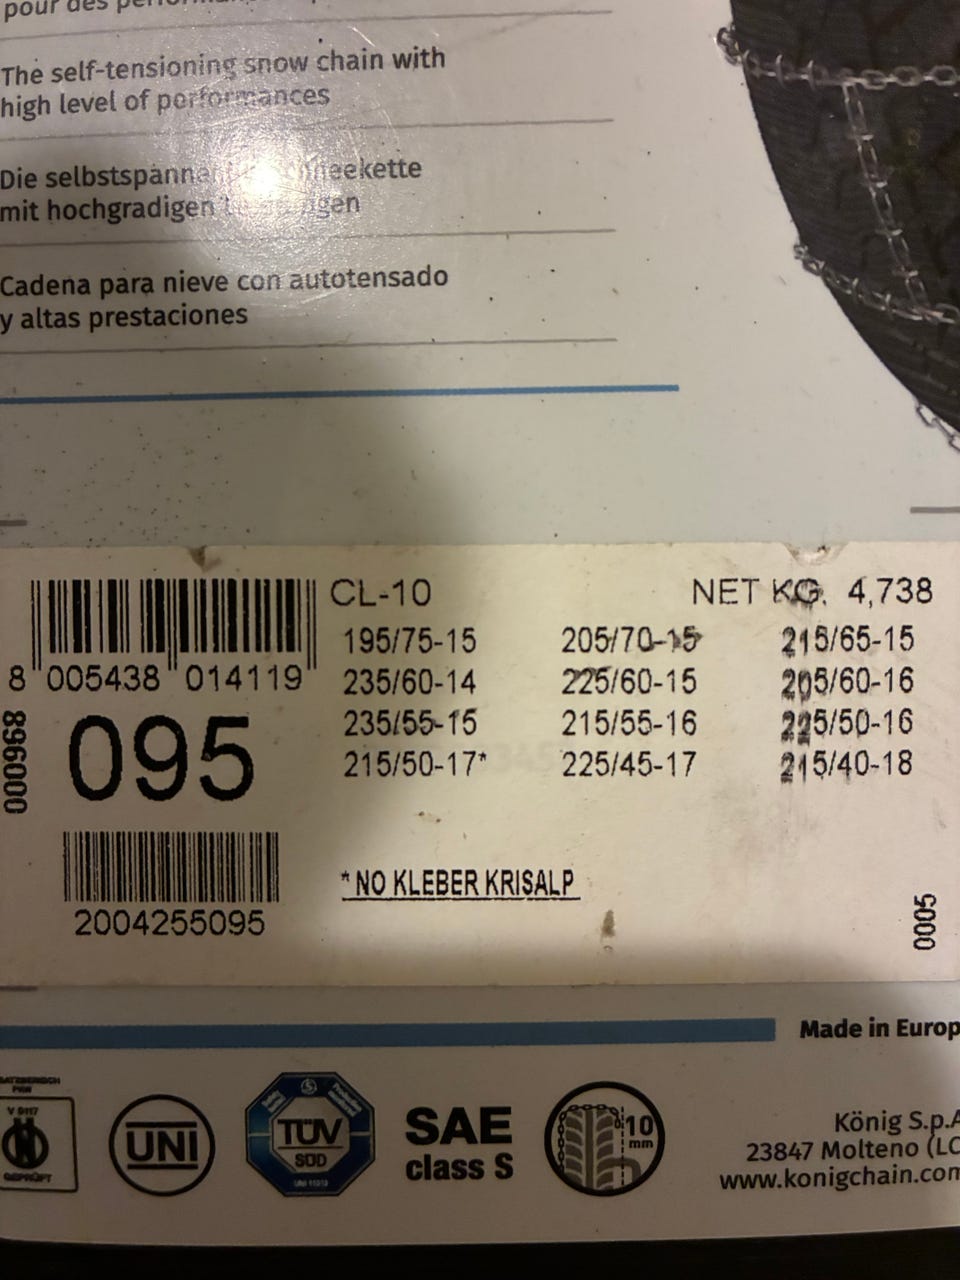 pour des
The self-tensioning snow chain with
high level of performances
Die
mit hochgradigen
Cadena para nieve con autotensado
y altas prestaciones
CL-10 NET KG. 4,738
195/75-15 205/70-15 215/65-15
8 005438 014119
235/60-14 225/60-15 205/60-16
235/55-15 215/55-16 225/50-16
215/50-17* 225/45-17 215/40-18
095
896000
*NO KLEBER KRISALP
2004255095
0005
Made in Europ
V 5117
GEPRÜFT
UNI
TÜV
SÜD
SAE
class S
10
mm
König S.p.A
23847 Molteno (LC
www.konigchain.com